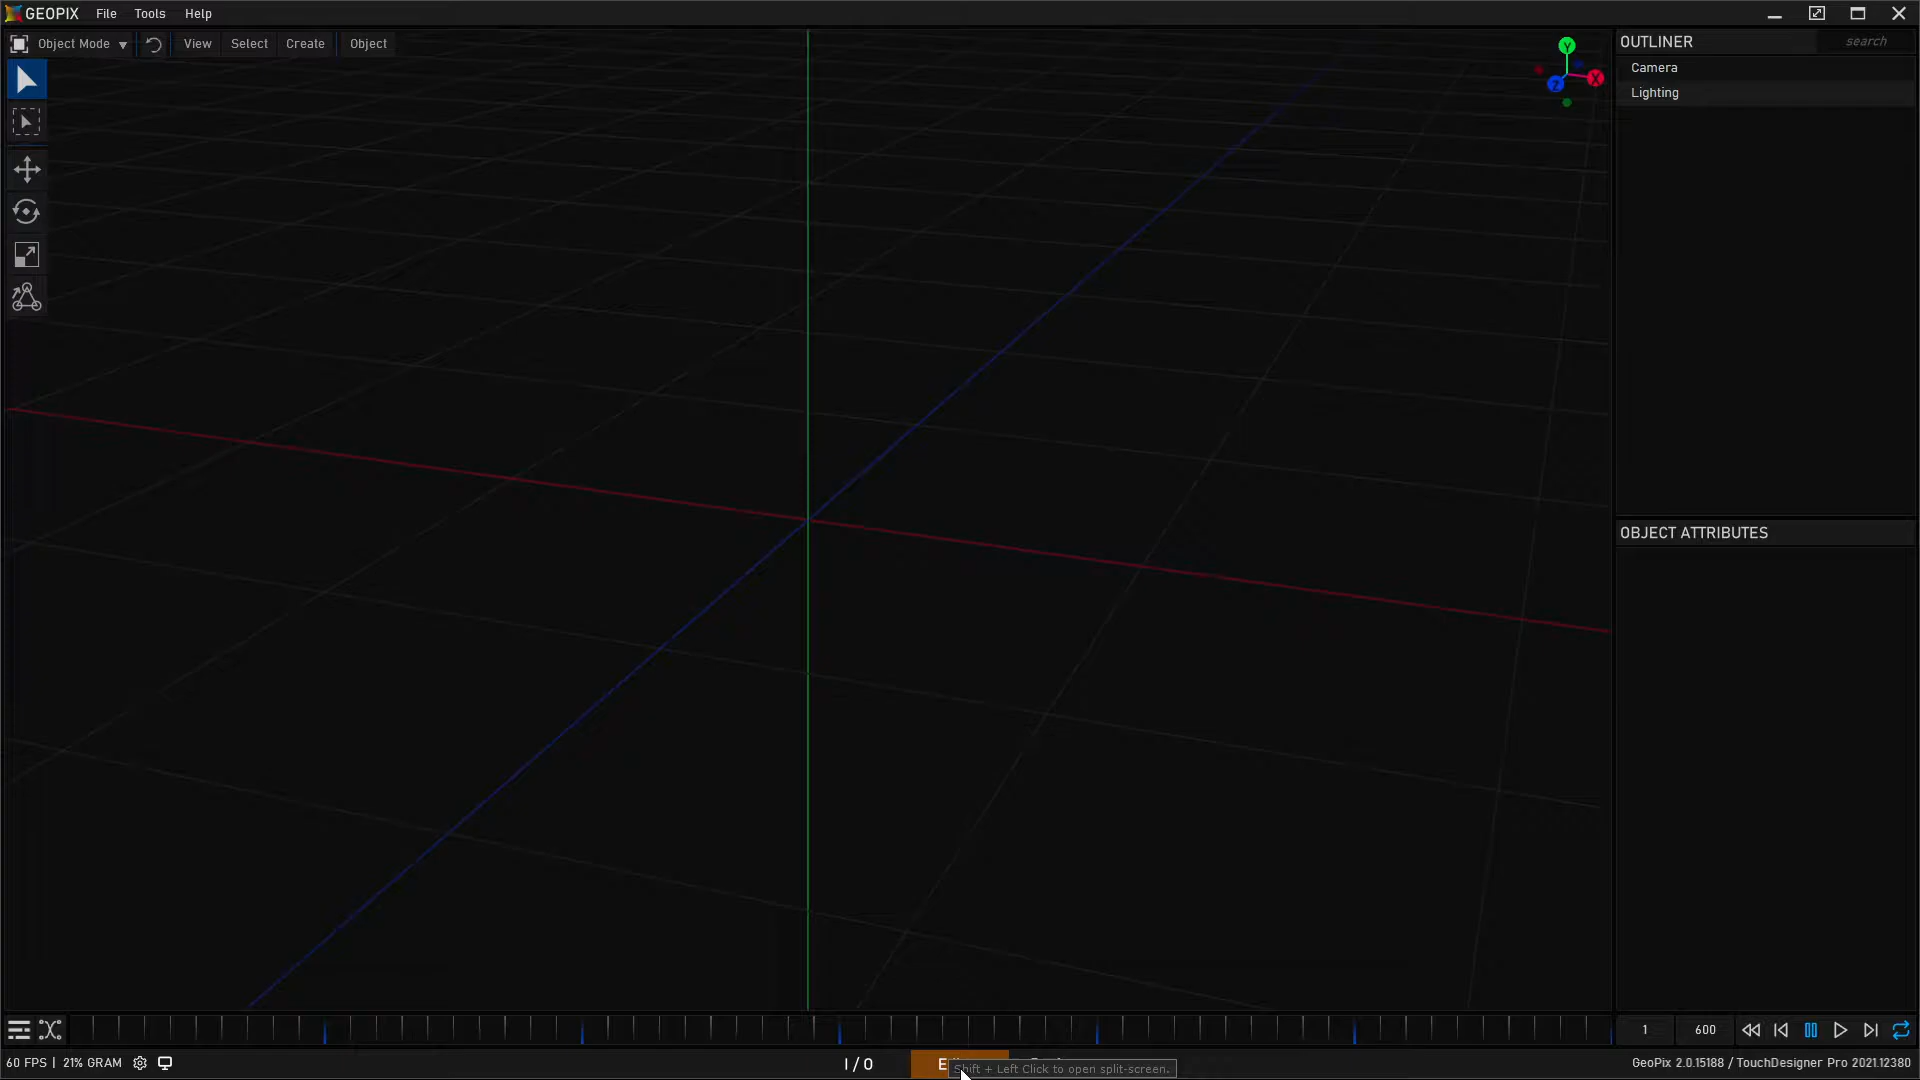 GEOPIX File Tools Help
Object Mode View Select Create Object
Y
X
Z
OUTLINER search
Camera
Lighting
OBJECT ATTRIBUTES
1 600
60 FPS | 21% GRAM I / O
Shift + Left Click to open split-screen.
GeoPix 2.0.15188 / TouchDesigner Pro 2021.12380